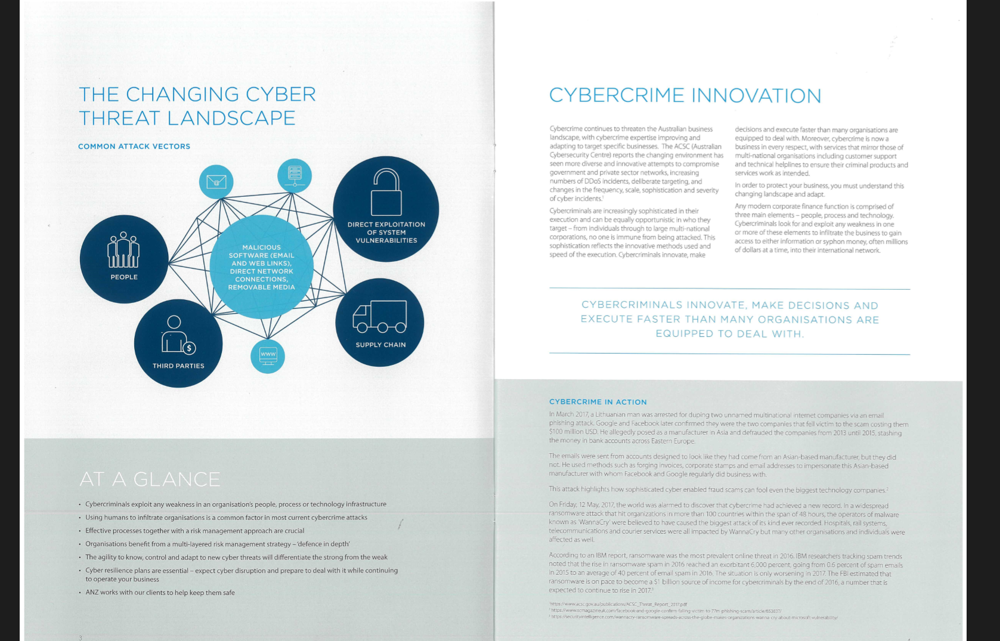 THE CHANGING CYBER
THREAT LANDSCAPE
COMMON ATTACK VECTORS
DIRECT EXPLOITATION
OF SYSTEM
VULNERABILITIES
MALICIOUS
SOFTWARE (EMAIL
AND WEB LINKS),
DIRECT NETWORK
CONNECTIONS,
REMOVABLE MEDIA
PEOPLE
SUPPLY CHAIN
$
THIRD PARTIES
WWW
AT A GLANCE
• Cybercriminals exploit any weakness in an organisation's people, process or technology infrastructure
• Using humans to infiltrate organisations is a common factor in most current cybercrime attacks
• Effective processes together with a risk management approach are crucial
• Organisations benefit from a multi-layered risk management strategy – 'defence in depth'
• The agility to know, control and adapt to new cyber threats will differentiate the strong from the weak
• Cyber resilience plans are essential – expect cyber disruption and prepare to deal with it while continuing
to operate your business
• ANZ works with our clients to help keep them safe
3
CYBERCRIME INNOVATION
Cybercrime continues to threaten the Australian business
landscape, with cybercrime expertise improving and
adapting to target specific businesses. The ACSC (Australian
Cybersecurity Centre) reports the changing environment has
seen more diverse and innovative attempts to compromise
government and private sector networks, increasing
numbers of DDoS incidents, deliberate targeting, and
changes in the frequency, scale, sophistication and severity
of cyber incidents.¹
Cybercriminals are increasingly sophisticated in their
execution and can be equally opportunistic in who they
target – from individuals through to large multi-national
corporations, no one is immune from being attacked. This
sophistication reflects the innovative methods used and
speed of the execution. Cybercriminals innovate, make
decisions and execute faster than many organisations are
equipped to deal with. Moreover, cybercrime is now a
business in every respect, with services that mirror those of
multi-national organisations including customer support
and technical helplines to ensure their criminal products and
services work as intended.
In order to protect your business, you must understand this
changing landscape and adapt.
Any modern corporate finance function is comprised of
three main elements – people, process and technology.
Cybercriminals look for and exploit any weakness in one
or more of these elements to infiltrate the business to gain
access to either information or syphon money, often millions
of dollars at a time, into their international network.
CYBERCRIMINALS INNOVATE, MAKE DECISIONS AND
EXECUTE FASTER THAN MANY ORGANISATIONS ARE
EQUIPPED TO DEAL WITH.
CYBERCRIME IN ACTION
In March 2017, a Lithuanian man was arrested for duping two unnamed multinational internet companies via an email
phishing attack. Google and Facebook later confirmed they were the two companies that fell victim to the scam costing them
$100 million USD. He allegedly posed as a manufacturer in Asia and defrauded the companies from 2013 until 2015, stashing
the money in bank accounts across Eastern Europe.
The emails were sent from accounts designed to look like they had come from an Asian-based manufacturer, but they did
not. He used methods such as forging invoices, corporate stamps and email addresses to impersonate this Asian-based
manufacturer with whom Facebook and Google regularly did business with.
This attack highlights how sophisticated cyber enabled fraud scams can fool even the biggest technology companies.²
On Friday, 12 May, 2017, the world was alarmed to discover that cybercrime had achieved a new record. In a widespread
ransomware attack that hit organizations in more than 100 countries within the span of 48 hours, the operators of malware
known as 'WannaCry' were believed to have caused the biggest attack of its kind ever recorded. Hospitals, rail systems,
telecommunications and courier services were all impacted by WannaCry but many other organisations and individuals were
affected as well.
According to an IBM report, ransomware was the most prevalent online threat in 2016. IBM researchers tracking spam trends
noted that the rise in ransomware spam in 2016 reached an exorbitant 6,000 percent, going from 0.6 percent of spam emails
in 2015 to an average of 40 percent of email spam in 2016. The situation is only worsening in 2017. The FBI estimated that
ransomware is on pace to become a $1 billion source of income for cybercriminals by the end of 2016, a number that is
expected to continue to rise in 2017.³
¹ https://www.acsc.gov.au/publications/ACSC_Threat_Report_2017.pdf
² https://www.scmagazineuk.com/facebook-and-google-confirm-falling-victim-to-77m-phishing-scam/article/653837/
³ https://securityintelligence.com/wannacry-ransomware-spreads-across-the-globe-makes-organizations-wanna-cry-about-microsoft-vulnerability/